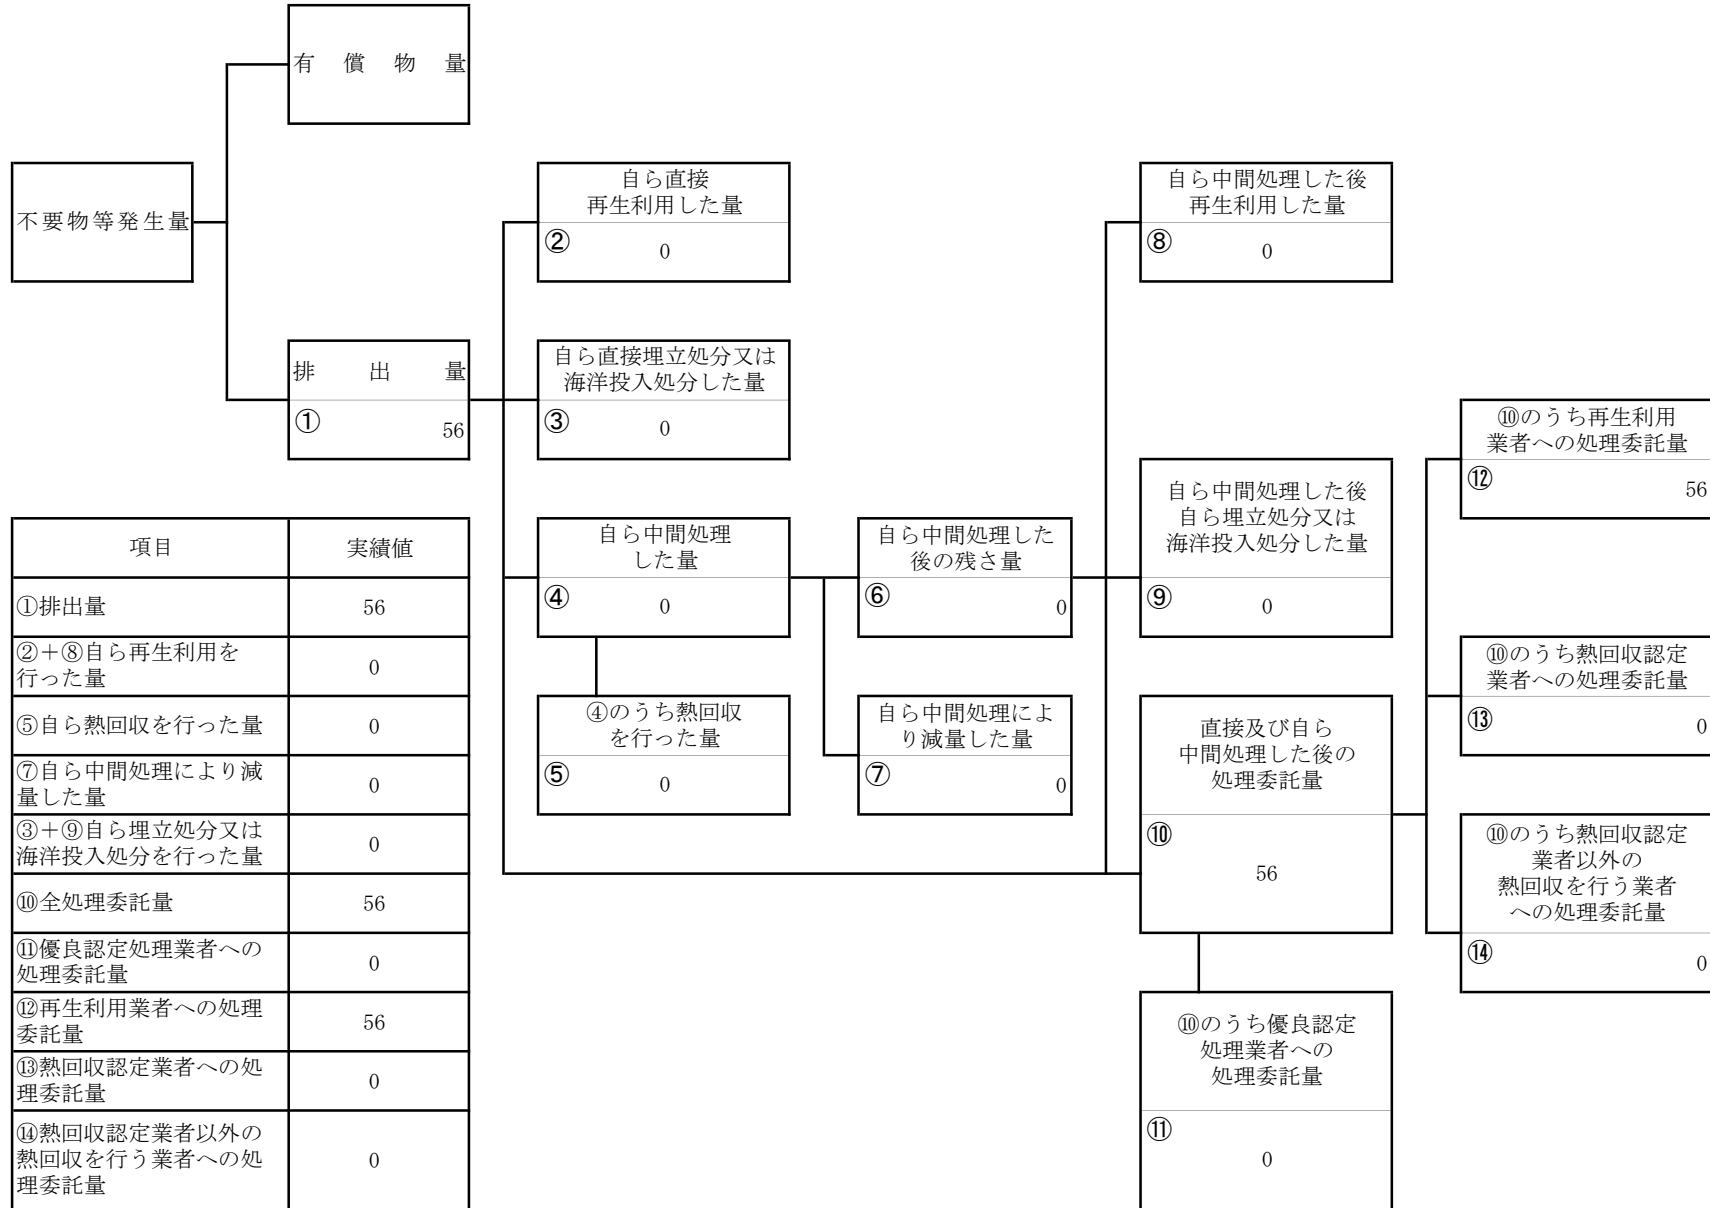 有償物量
不要物等発生量
排出量
①
56
自ら直接
再生利用した量
②
0
自ら直接埋立処分又は
海洋投入処分した量
③
0
自ら中間処理
した量
④
0
④のうち熱回収
を行った量
⑤
0
自ら中間処理した
後の残さ量
⑥
0
自ら中間処理によ
り減量した量
⑦
0
自ら中間処理した後
再生利用した量
⑧
0
自ら中間処理した後
自ら埋立処分又は
海洋投入処分した量
⑨
0
直接及び自ら
中間処理した後の
処理委託量
⑩
56
⑩のうち優良認定
処理業者への
処理委託量
⑪
0
⑩のうち再生利用
業者への処理委託量
⑫
56
⑩のうち熱回収認定
業者への処理委託量
⑬
0
⑩のうち熱回収認定
業者以外の
熱回収を行う業者
への処理委託量
⑭
0
項目 実績値
①排出量 56
②＋⑧自ら再生利用を
行った量 0
⑤自ら熱回収を行った量 0
⑦自ら中間処理により減
量した量 0
③＋⑨自ら埋立処分又は
海洋投入処分を行った量 0
⑩全処理委託量 56
⑪優良認定処理業者への
処理委託量 0
⑫再生利用業者への処理
委託量 56
⑬熱回収認定業者への処
理委託量 0
⑭熱回収認定業者以外の
熱回収を行う業者への処
理委託量 0